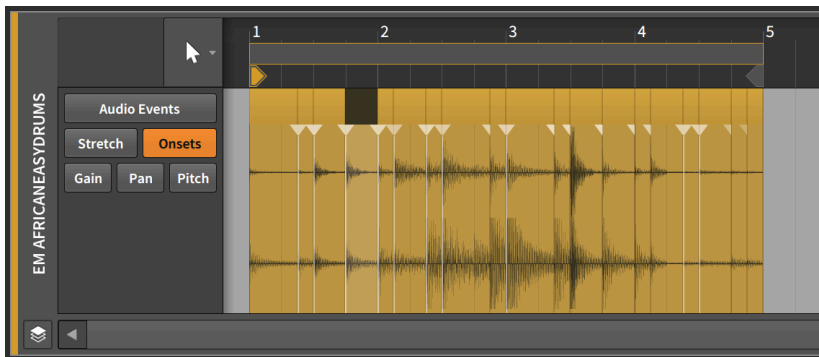 1 2 3 4 5
EM AFRICANEASYDRUMS
Audio Events
Stretch Onsets
Gain Pan Pitch